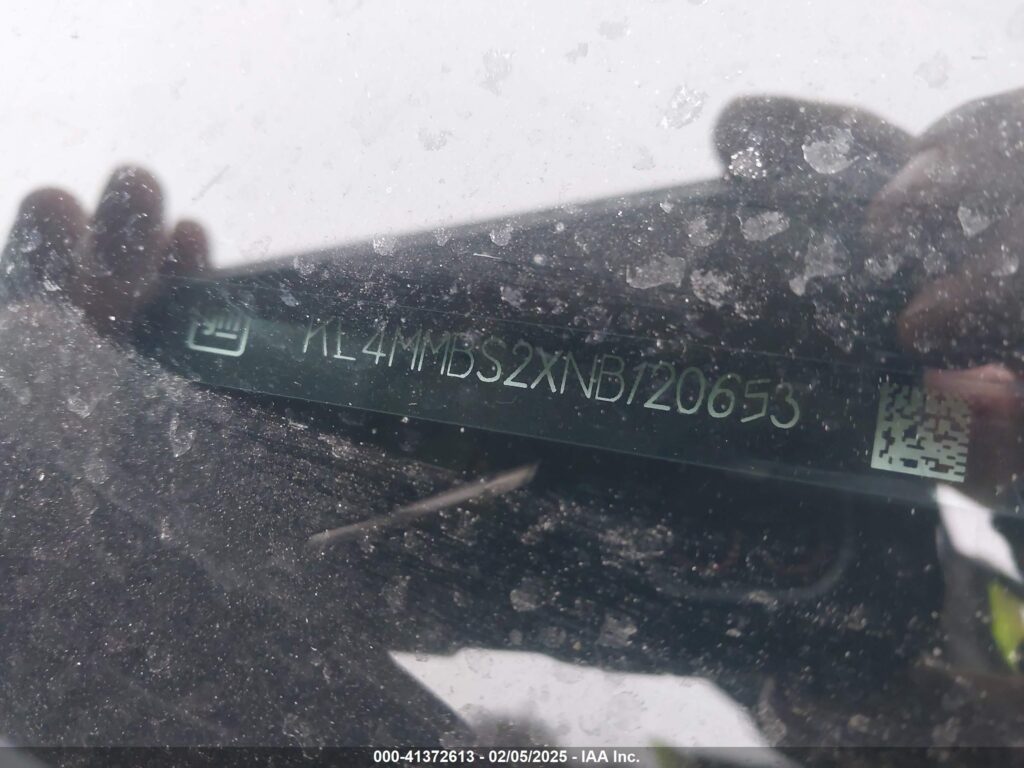 KL4MMBS2XNB120653
000-41372613 - 02/05/2025 - IAA Inc.